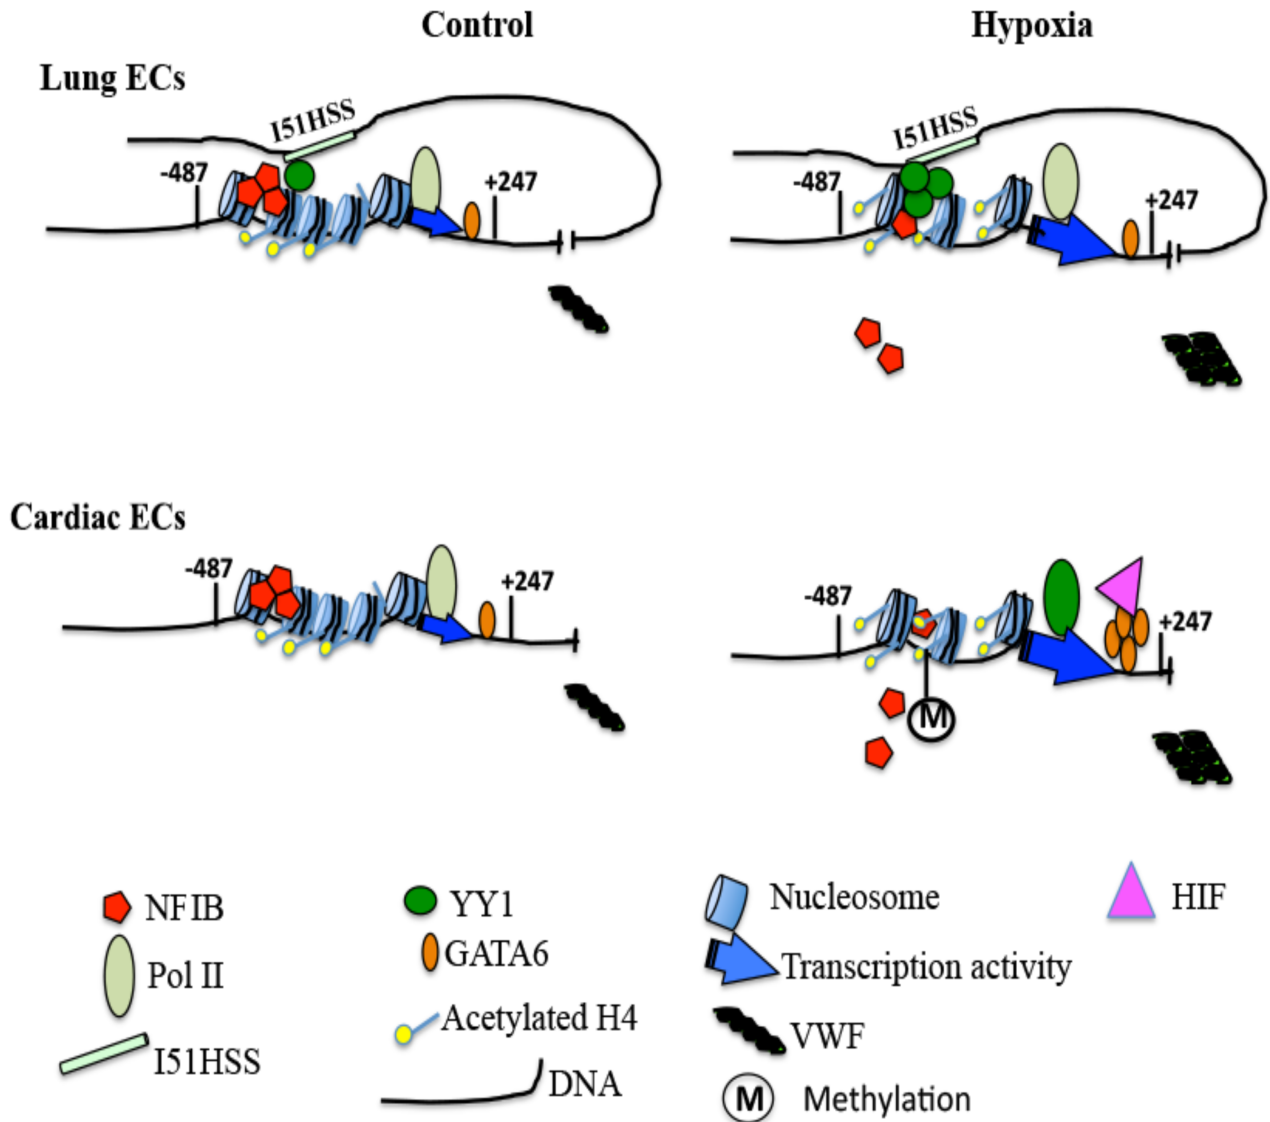 Control
Hypoxia
Lung ECs
I51HSS
-487
+247
I51HSS
-487
+247
Cardiac ECs
-487
+247
-487
+247
M
NFIB
YY1
Nucleosome
HIF
Pol II
GATA6
Transcription activity
I51HSS
Acetylated H4
VWF
DNA
M Methylation